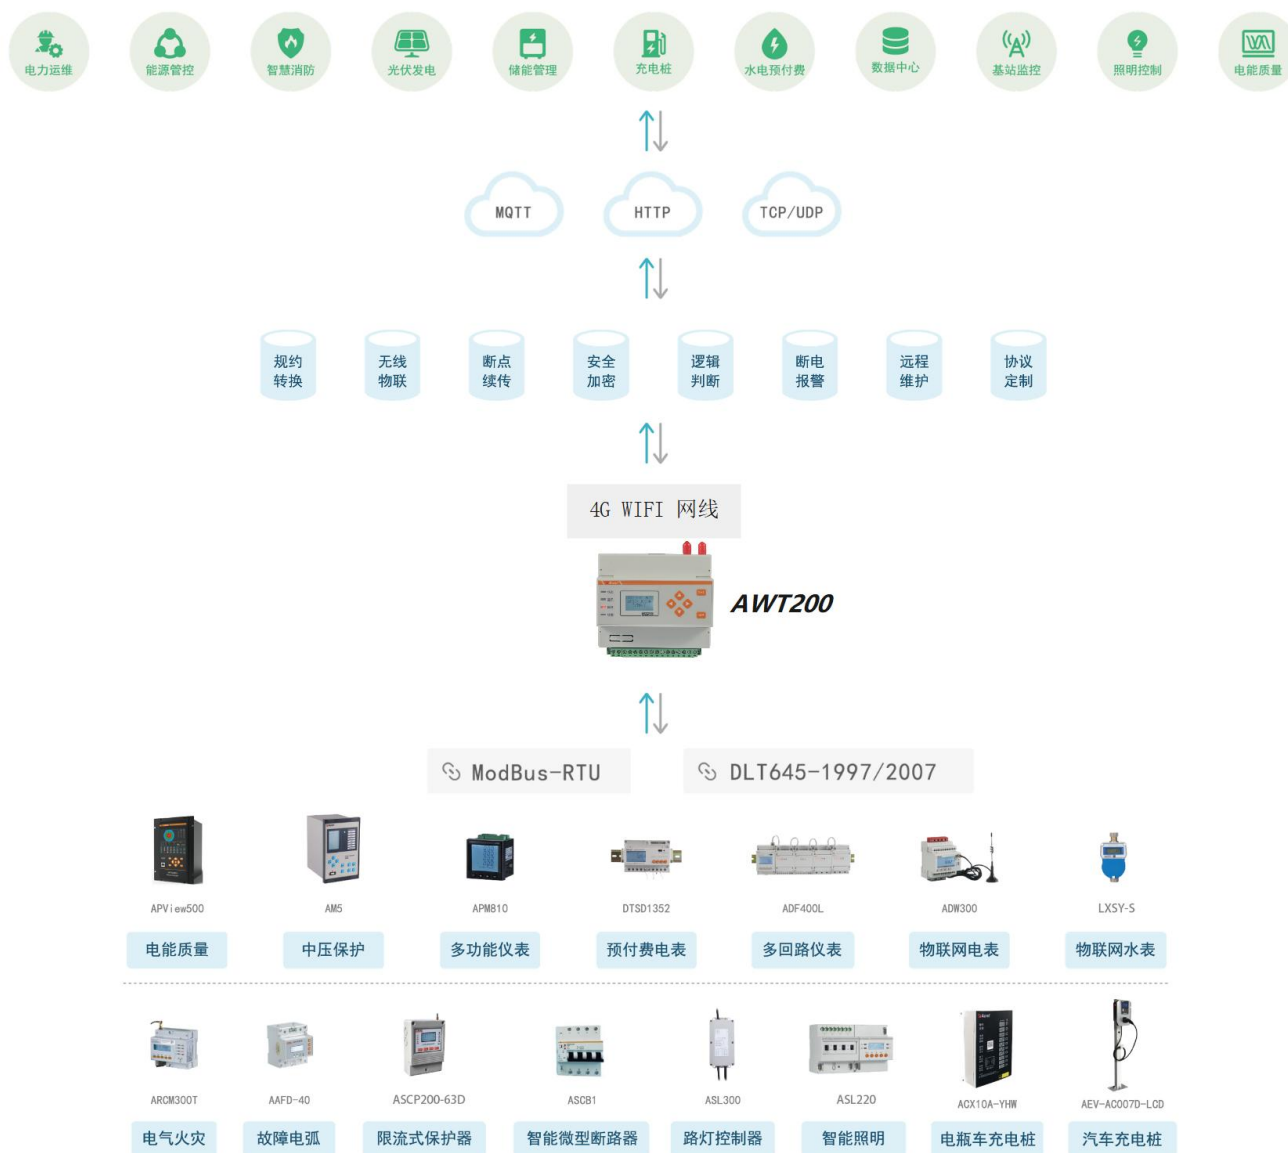 电力运维
能源管控
智慧消防
光伏发电
储能管理
充电桩
水电预付费
数据中心
基站监控
照明控制
电能质量
MQTT
HTTP
TCP/UDP
规约
转换
无线
物联
断点
续传
安全
加密
逻辑
判断
断电
报警
远程
维护
协议
定制
4G WIFI 网线
AWT200
ModBus-RTU
DLT645-1997/2007
APView500
AM5
APM810
DTSD1352
ADF400L
ADW300
LXSY-S
电能质量
中压保护
多功能仪表
预付费电表
多回路仪表
物联网电表
物联网水表
ARCM300T
AAFD-40
ASCP200-63D
ASCB1
ASL300
ASL220
ACX10A-YHW
AEV-AC007D-LCD
电气火灾
故障电弧
限流式保护器
智能微型断路器
路灯控制器
智能照明
电瓶车充电桩
汽车充电桩